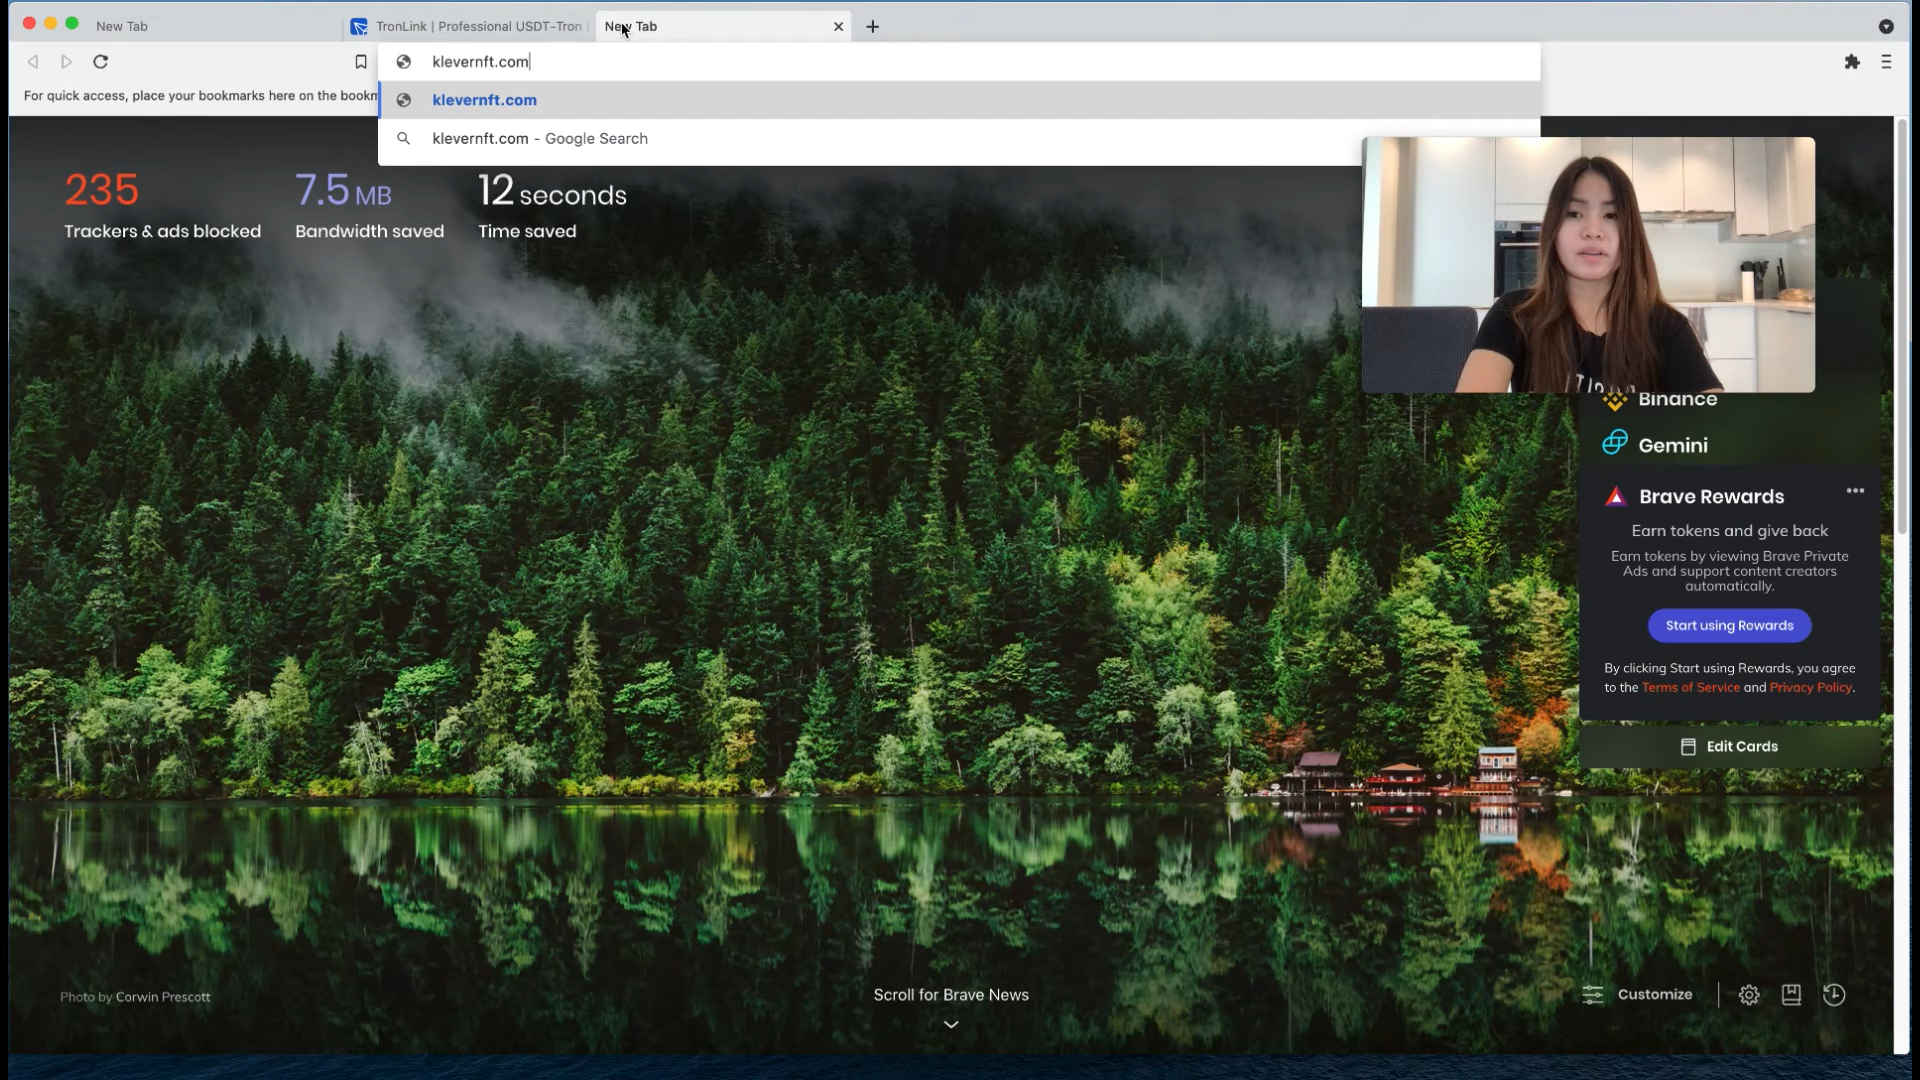 New Tab
TronLink | Professional USDT-Tron
New Tab
klevernft.com
For quick access, place your bookmarks here on the bookm
klevernft.com
klevernft.com - Google Search
235
Trackers & ads blocked
7.5 MB
Bandwidth saved
12 seconds
Time saved
Binance
Gemini
Brave Rewards
Earn tokens and give back
Earn tokens by viewing Brave Private
Ads and support content creators
automatically.
Start using Rewards
By clicking Start using Rewards, you agree
to the Terms of Service and Privacy Policy.
Edit Cards
Photo by Corwin Prescott
Scroll for Brave News
Customize